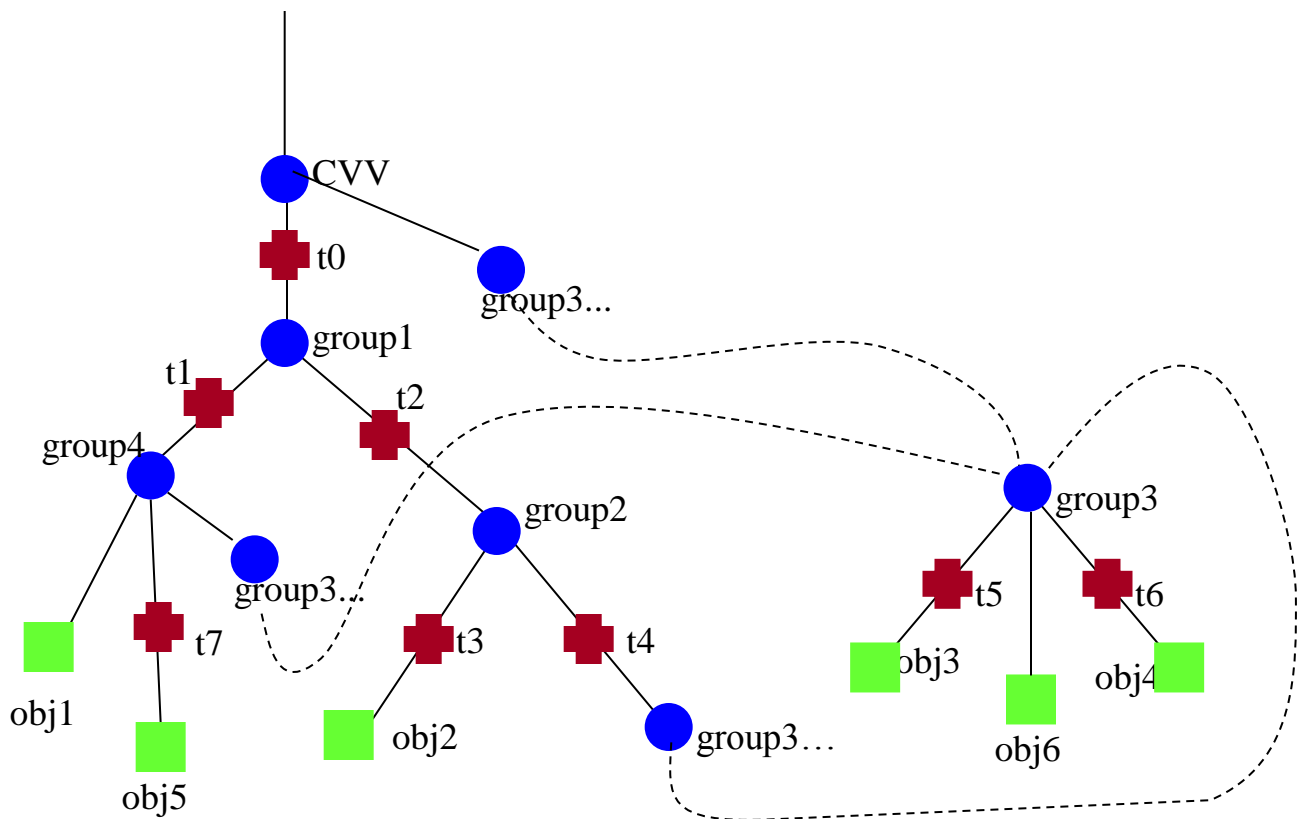 CVV
t0
group3...
group1
t1
t2
group4
group2
group3
group3...
t5
t6
t7
t3
t4
obj3
obj4
obj1
obj2
group3…
obj6
obj5